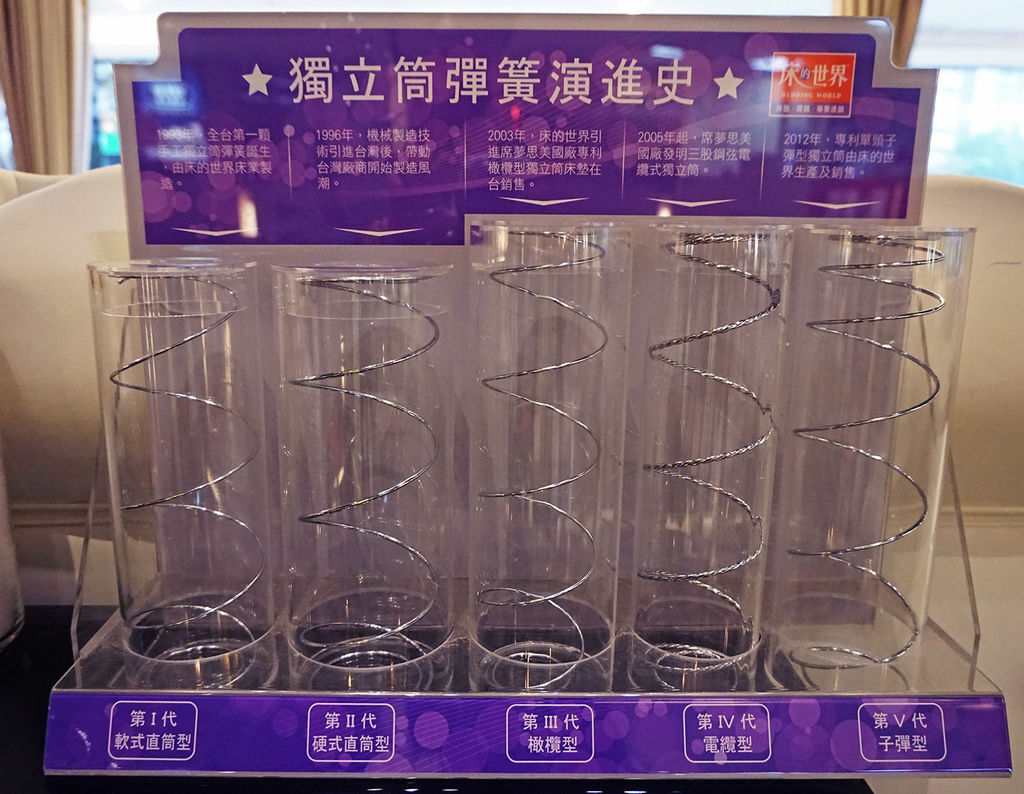 ★獨立筒彈簧演進史★
床的世界
BEDDING WORLD
1993年，全台第一顆
手工獨立筒彈簧誕生
，由床的世界床業製
造。
1996年，機械製造技
術引進台灣後，帶動
台灣廠商開始製造風
潮。
2003年，床的世界引
進席夢思美國廠專利
橄欖型獨立筒床墊在
台銷售。
2005年起，席夢思美
國廠發明三股鋼弦電
纜式獨立筒。
2012年，專利單頭子
彈型獨立筒由床的世
界生產及銷售。
第 I 代
軟式直筒型
第 II 代
硬式直筒型
第 III 代
橄欖型
第 IV 代
電纜型
第 V 代
子彈型